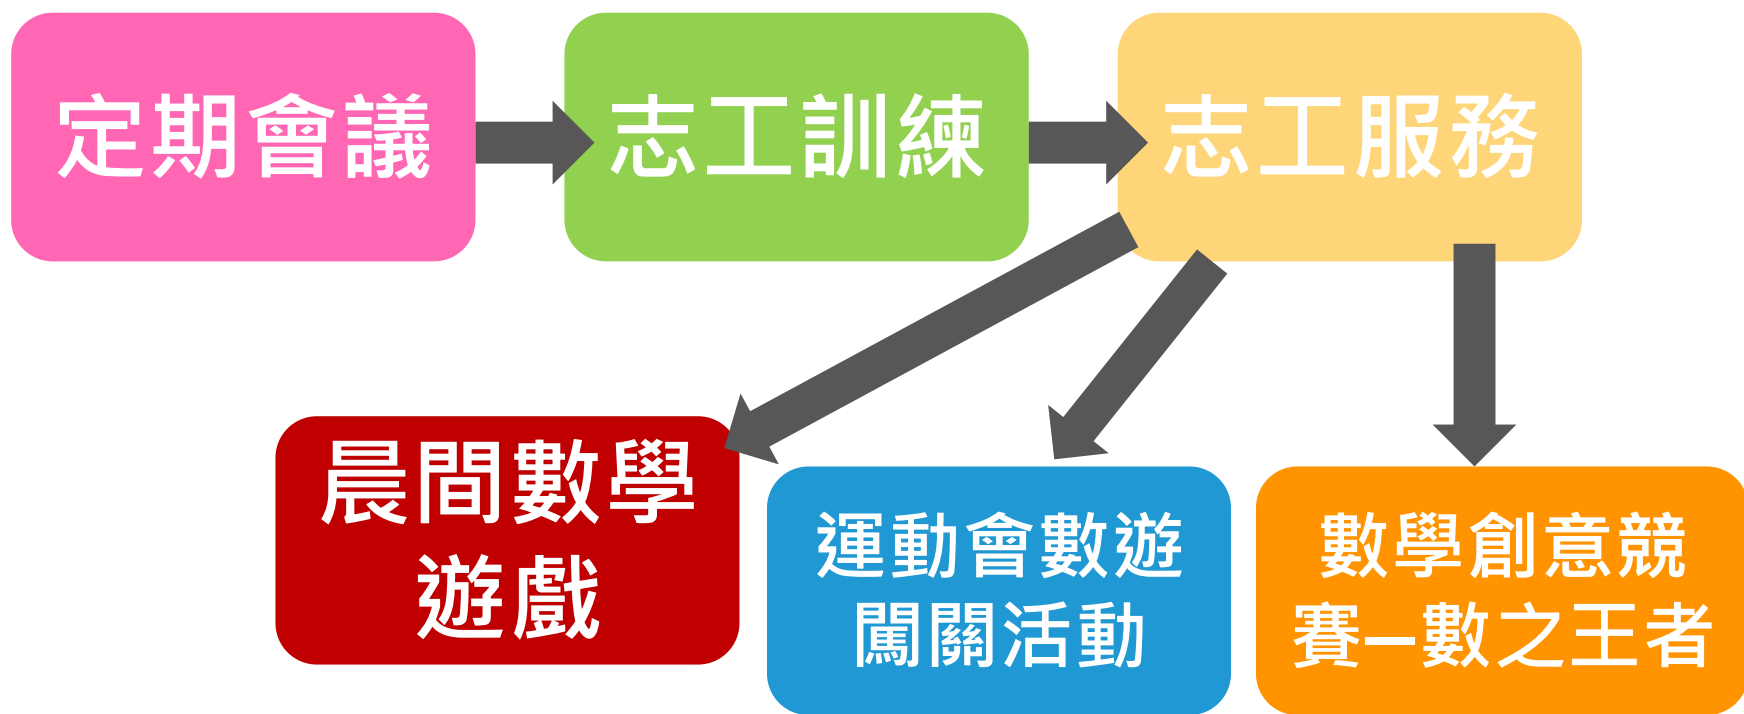 定期會議
志工訓練
志工服務
晨間數學
遊戲
運動會數遊
闖關活動
數學創意競
賽—數之王者